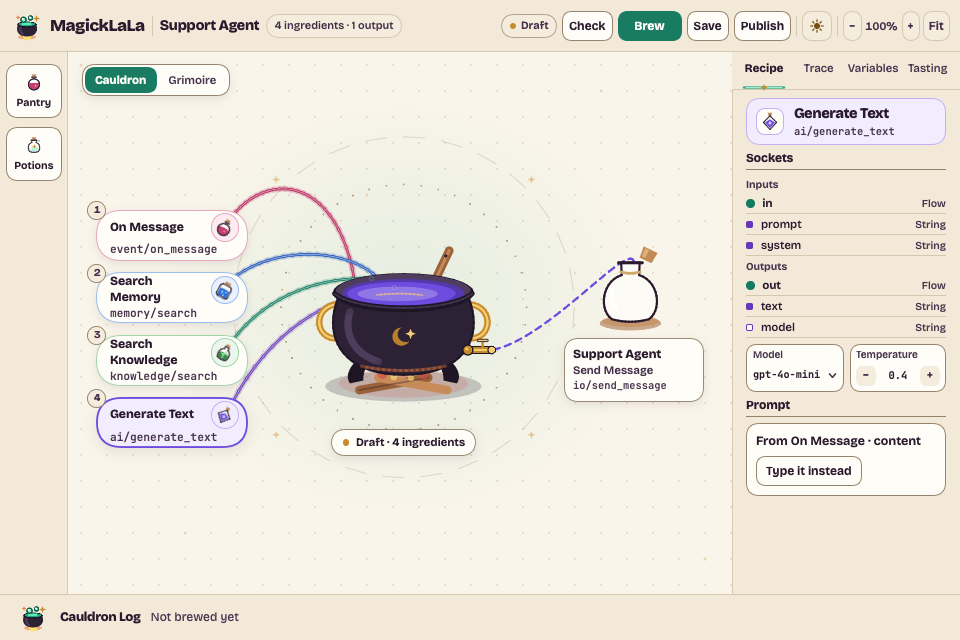 MagickLaLa
Support Agent
4 ingredients · 1 output
Draft
Check
Brew
Save
Publish
−
100%
+
Fit
Pantry
Potions
Cauldron
Grimoire
1
On Message
event/on_message
2
Search
Memory
memory/search
3
Search
Knowledge
knowledge/search
4
Generate Text
ai/generate_text
Draft · 4 ingredients
Support Agent
Send Message
io/send_message
Recipe
Trace
Variables
Tasting
Generate Text
ai/generate_text
Sockets
Inputs
in Flow
prompt String
system String
Outputs
out Flow
text String
model String
Model
gpt-4o-mini
Temperature
− 0.4 +
Prompt
From On Message · content
Type it instead
Cauldron Log Not brewed yet